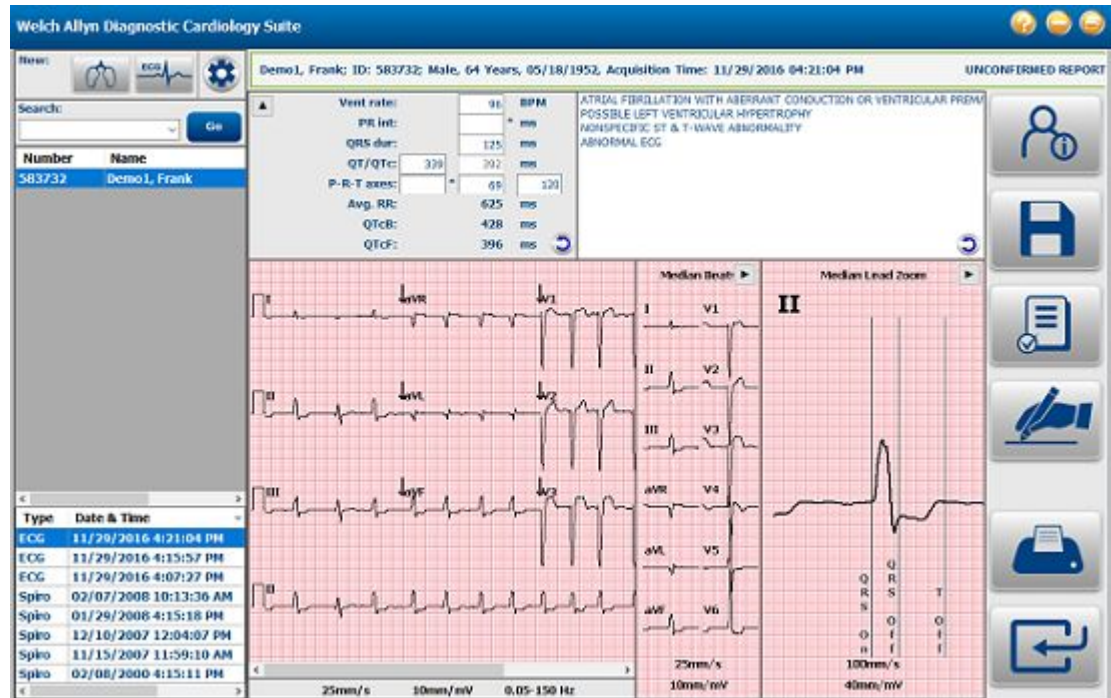 Welch Allyn Diagnostic Cardiology Suite
New:
ECG
Search:
Go
Number Name
583732 Demo1, Frank
Type Date & Time
ECG 11/29/2016 4:21:04 PM
ECG 11/29/2016 4:15:57 PM
ECG 11/29/2016 4:07:27 PM
Spiro 02/07/2008 10:13:36 AM
Spiro 01/29/2008 4:15:18 PM
Spiro 12/10/2007 12:04:07 PM
Spiro 11/15/2007 11:59:10 AM
Spiro 02/08/2000 4:15:11 PM
Demo1, Frank; ID: 583732; Male, 64 Years, 05/18/1952, Acquisition Time: 11/29/2016 04:21:04 PM UNCONFIRMED REPORT
Vent rate: 96 BPM
PR int: ms
QRS dur: 125 ms
QT/QTc: 339 392 ms
P-R-T axes: ° 69 120
Avg. RR: 625 ms
QTcB: 428 ms
QTcF: 396 ms
ATRIAL FIBRILLATION WITH ABERRANT CONDUCTION OR VENTRICULAR PREM
POSSIBLE LEFT VENTRICULAR HYPERTROPHY
NONSPECIFIC ST & T-WAVE ABNORMALITY
ABNORMAL ECG
I aVR V1
II aVL V2
III aVF V3
II
25mm/s 10mm/mV 0.05-150 Hz
Median Beats
I V1
II V2
III V3
aVR V4
aVL V5
aVF V6
25mm/s
10mm/mV
Median Lead Zoom
II
QRS On
QRS Off
T Off
100mm/s
40mm/mV